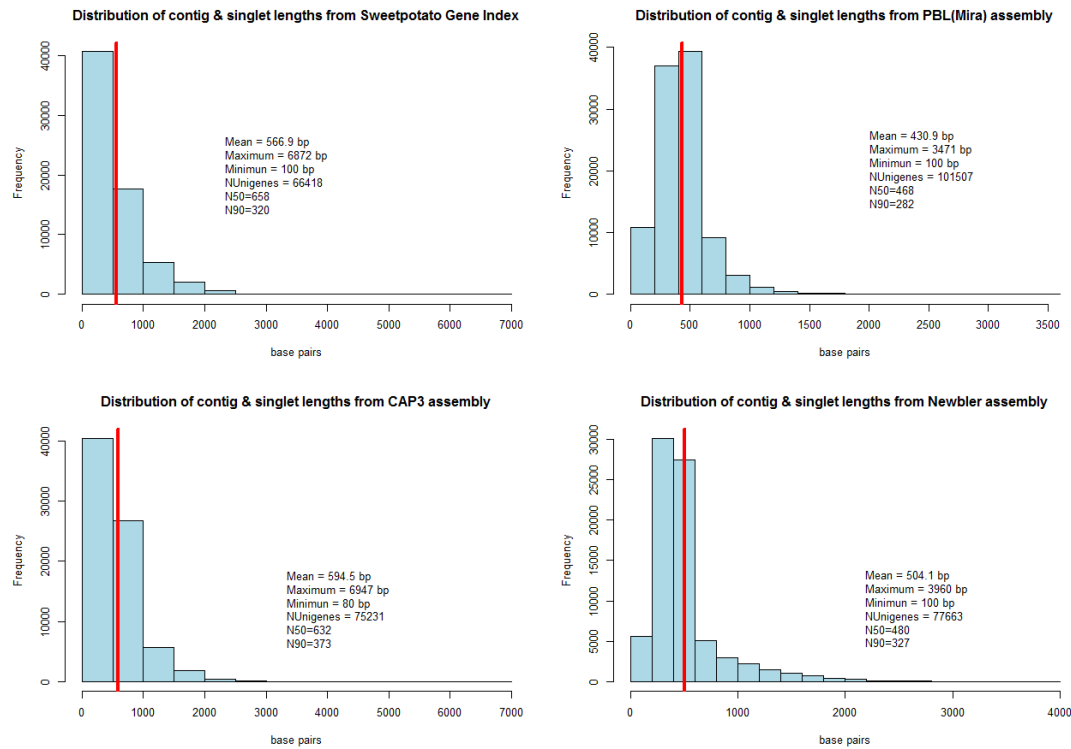 Distribution of contig & singlet lengths from Sweetpotato Gene Index
Frequency
40000
30000
20000
10000
0
Mean = 566.9 bp
Maximum = 6872 bp
Minimun = 100 bp
NUnigenes = 66418
N50=658
N90=320
0 1000 2000 3000 4000 5000 6000 7000
base pairs
Distribution of contig & singlet lengths from PBL(Mira) assembly
Frequency
40000
30000
20000
10000
0
Mean = 430.9 bp
Maximum = 3471 bp
Minimun = 100 bp
NUnigenes = 101507
N50=468
N90=282
0 500 1000 2000 2500 3000 3500
base pairs
Distribution of contig & singlet lengths from CAP3 assembly
Frequency
40000
30000
20000
10000
0
Mean = 594.5 bp
Maximum = 6947 bp
Minimun = 80 bp
NUnigenes = 75231
N50=632
N90=373
0 1000 2000 3000 4000 5000 6000 7000
base pairs
Distribution of contig & singlet lengths from Newbler assembly
Frequency
30000
25000
20000
15000
10000
5000
0
Mean = 504.1 bp
Maximum = 3960 bp
Minimun = 100 bp
NUnigenes = 77663
N50=480
N90=327
0 1000 2000 3000 4000
base pairs